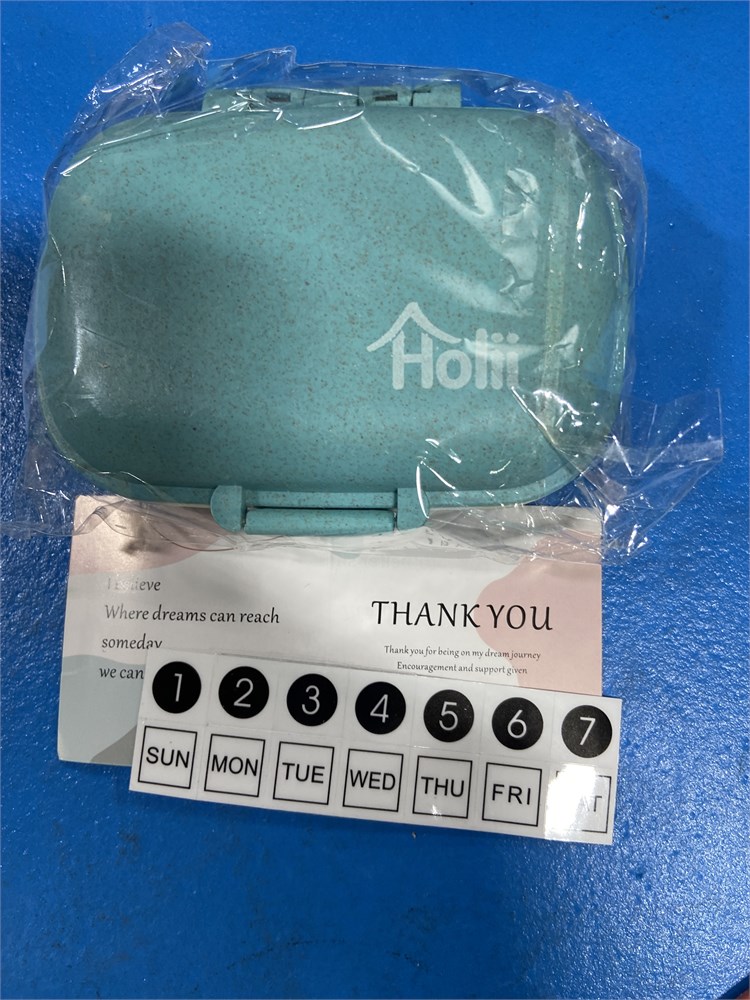 Holii
Where dreams can reach
someday
we can
THANK YOU
Thank you for being on my dream journey
Encouragement and support given
1 2 3 4 5 6 7
SUN MON TUE WED THU FRI